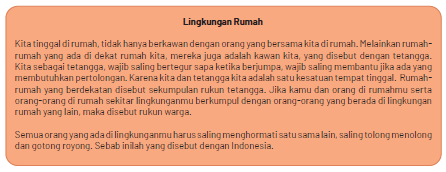 Lingkungan Rumah
Kita tinggal di rumah, tidak hanya berkawan dengan orang yang bersama kita di rumah. Melainkan rumah-
rumah yang ada di dekat rumah kita, mereka juga adalah kawan kita, yang disebut dengan tetangga.
Kita sebagai tetangga, wajib saling bertegur sapa ketika berjumpa, wajib saling membantu jika ada yang
membutuhkan pertolongan. Karena kita dan tetangga kita adalah satu kesatuan tempat tinggal. Rumah-
rumah yang berdekatan disebut sekumpulan rukun tetangga. Jika kamu dan orang di rumahmu serta
orang-orang di rumah sekitar lingkunganmu berkumpul dengan orang-orang yang berada di lingkungan
rumah yang lain, maka disebut rukun warga.
Semua orang yang ada di lingkunganmu harus saling menghormati satu sama lain, saling tolong menolong
dan gotong royong. Sebab inilah yang disebut dengan Indonesia.